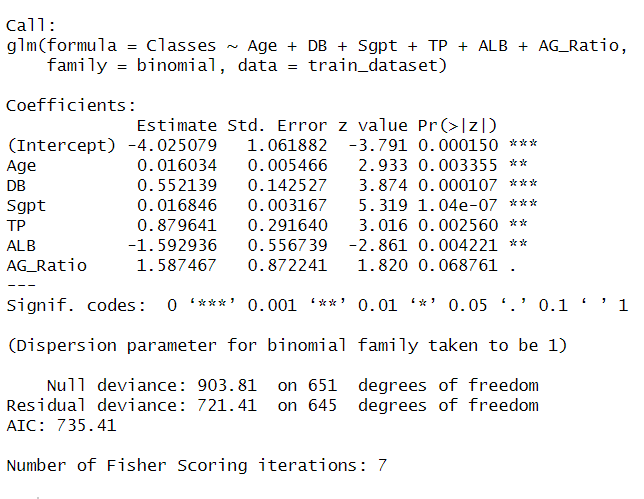 Call:
glm(formula = Classes ~ Age + DB + Sgpt + TP + ALB + AG_Ratio,
    family = binomial, data = train_dataset)

Coefficients:
             Estimate Std. Error z value Pr(>|z|)
(Intercept) -4.025079   1.061882  -3.791 0.000150 ***
Age          0.016034   0.005466   2.933 0.003355 **
DB           0.552139   0.142527   3.874 0.000107 ***
Sgpt         0.016846   0.003167   5.319 1.04e-07 ***
TP           0.879641   0.291640   3.016 0.002560 **
ALB         -1.592936   0.556739  -2.861 0.004221 **
AG_Ratio     1.587467   0.872241   1.820 0.068761 .
---
Signif. codes:  0 ‘***’ 0.001 ‘**’ 0.01 ‘*’ 0.05 ‘.’ 0.1 ‘ ’ 1

(Dispersion parameter for binomial family taken to be 1)

    Null deviance: 903.81  on 651  degrees of freedom
Residual deviance: 721.41  on 645  degrees of freedom
AIC: 735.41

Number of Fisher Scoring iterations: 7